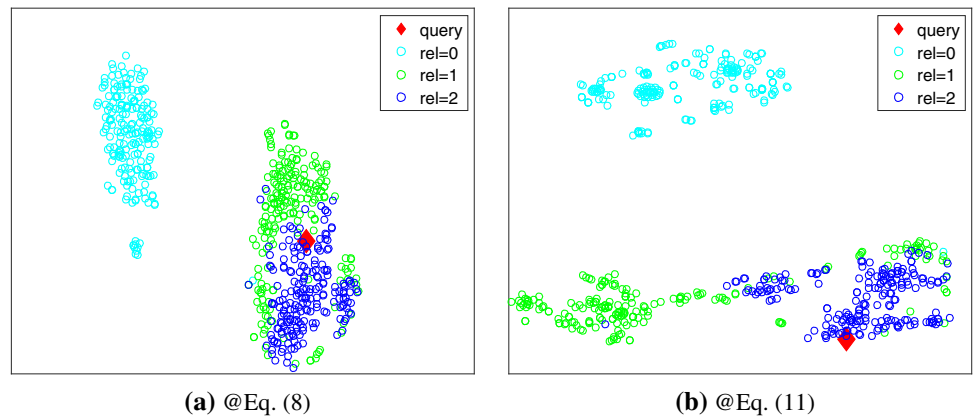 query
rel=0
rel=1
rel=2
query
rel=0
rel=1
rel=2
(a) @Eq. (8)
(b) @Eq. (11)